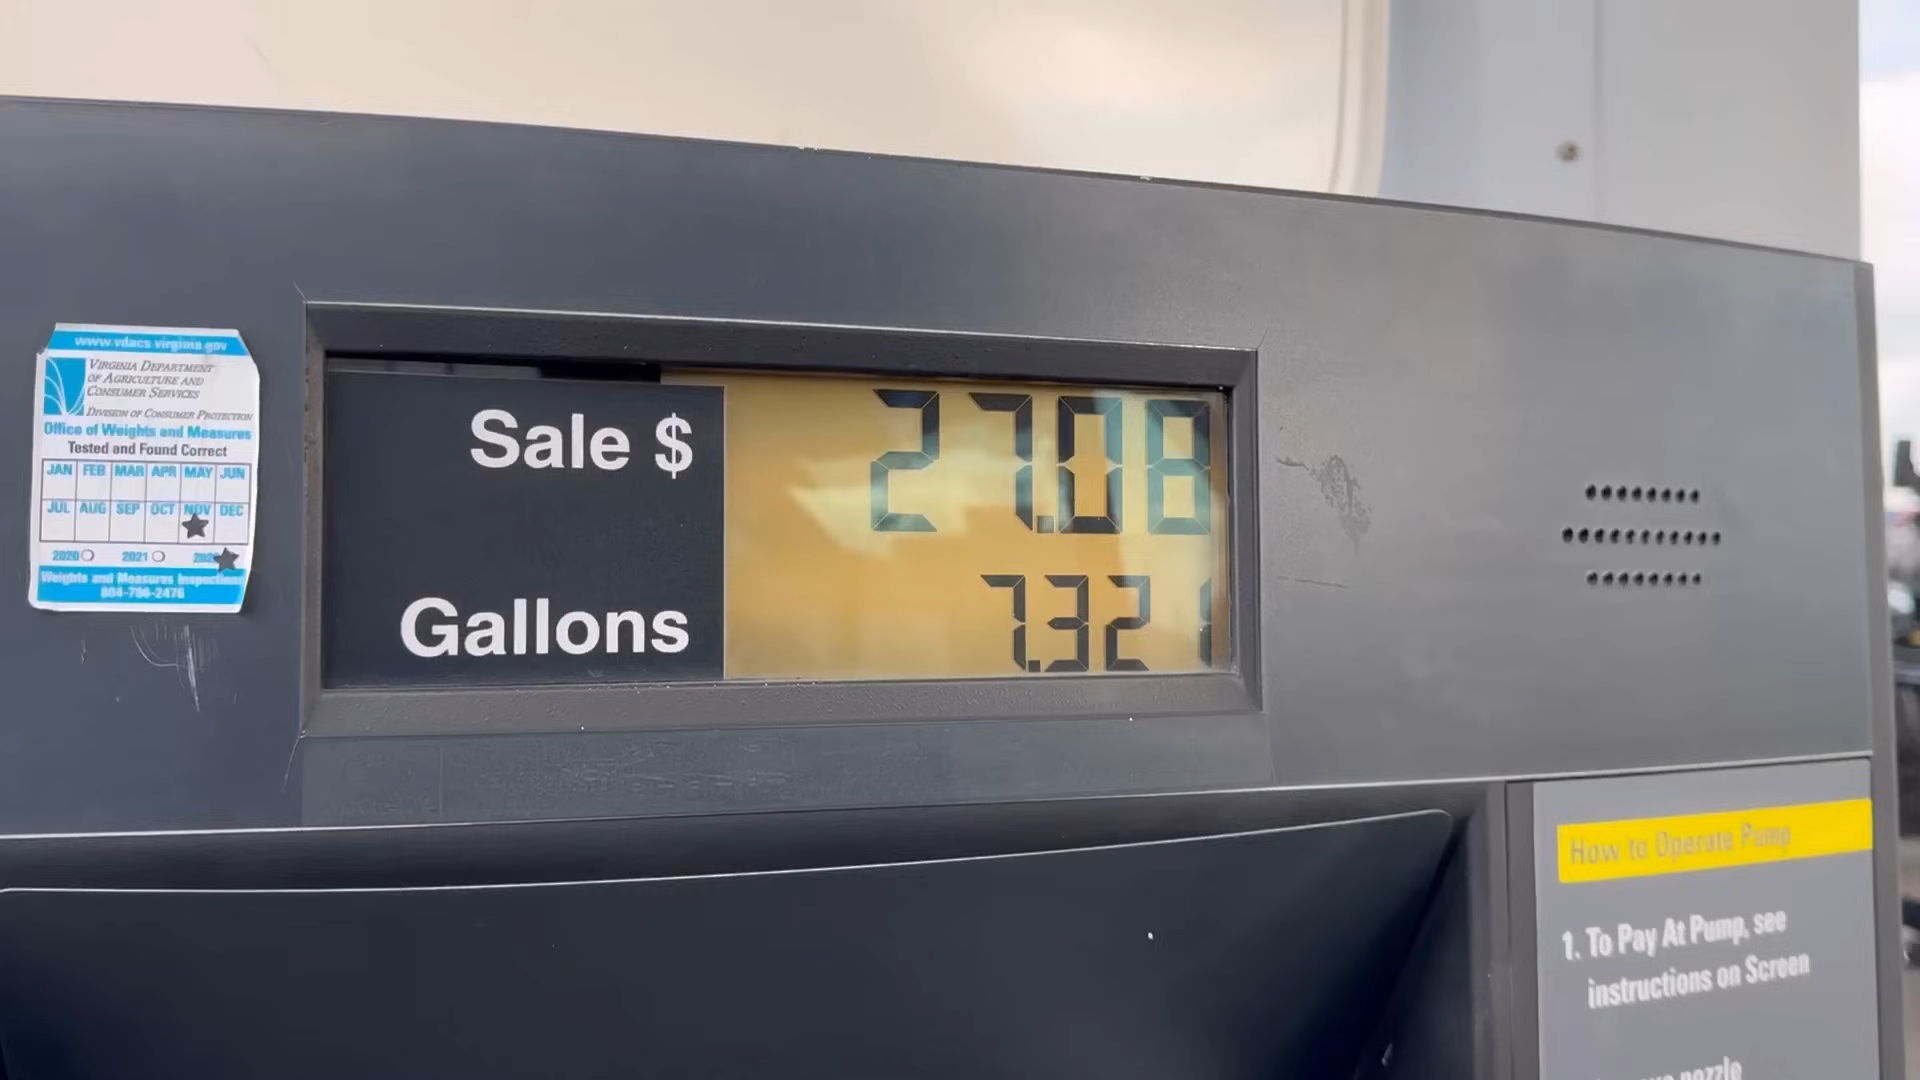 www.vdacs.virginia.gov
VIRGINIA DEPARTMENT
OF AGRICULTURE AND
CONSUMER SERVICES
DIVISION OF CONSUMER PROTECTION
Office of Weights and Measures
Tested and Found Correct
JAN FEB MAR APR MAY JUN
JUL AUG SEP OCT NOV DEC
2020 2021
Weights and Measures Inspection
804-786-2476
Sale $ 27.08
Gallons 7.321
How to Operate Pump
1. To Pay At Pump, see
instructions on Screen
nozzle